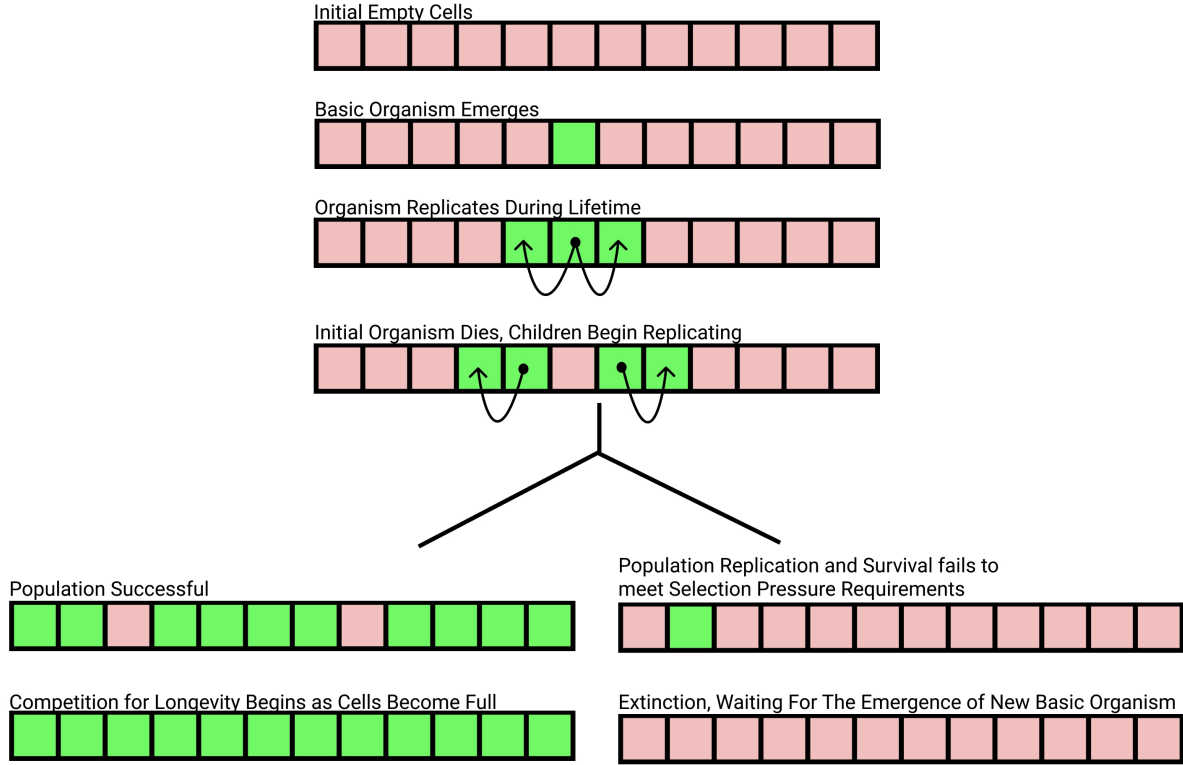 Initial Empty Cells
Basic Organism Emerges
Organism Replicates During Lifetime
Initial Organism Dies, Children Begin Replicating
Population Successful
Competition for Longevity Begins as Cells Become Full
Population Replication and Survival fails to
meet Selection Pressure Requirements
Extinction, Waiting For The Emergence of New Basic Organism